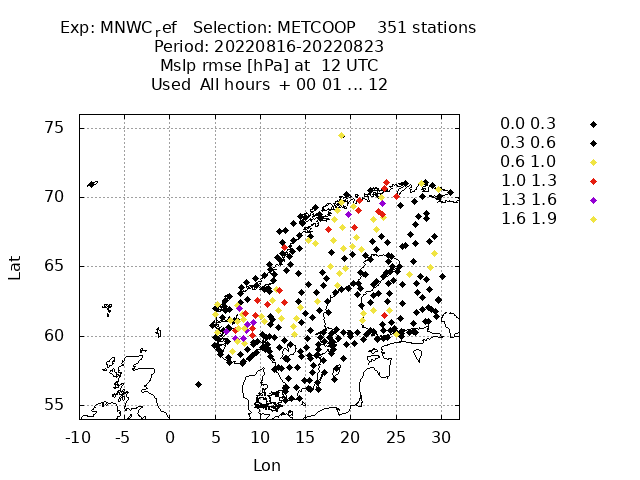 Exp: MNWCref Selection: METCOOP 351 stations
Period: 20220816-20220823
Mslp rmse [hPa] at 12 UTC
Used All hours + 00 01 ... 12
0.0 0.3
0.3 0.6
0.6 1.0
1.0 1.3
1.3 1.6
1.6 1.9
75
70
65
60
55
Lat
-10 -5 0 5 10 15 20 25 30
Lon